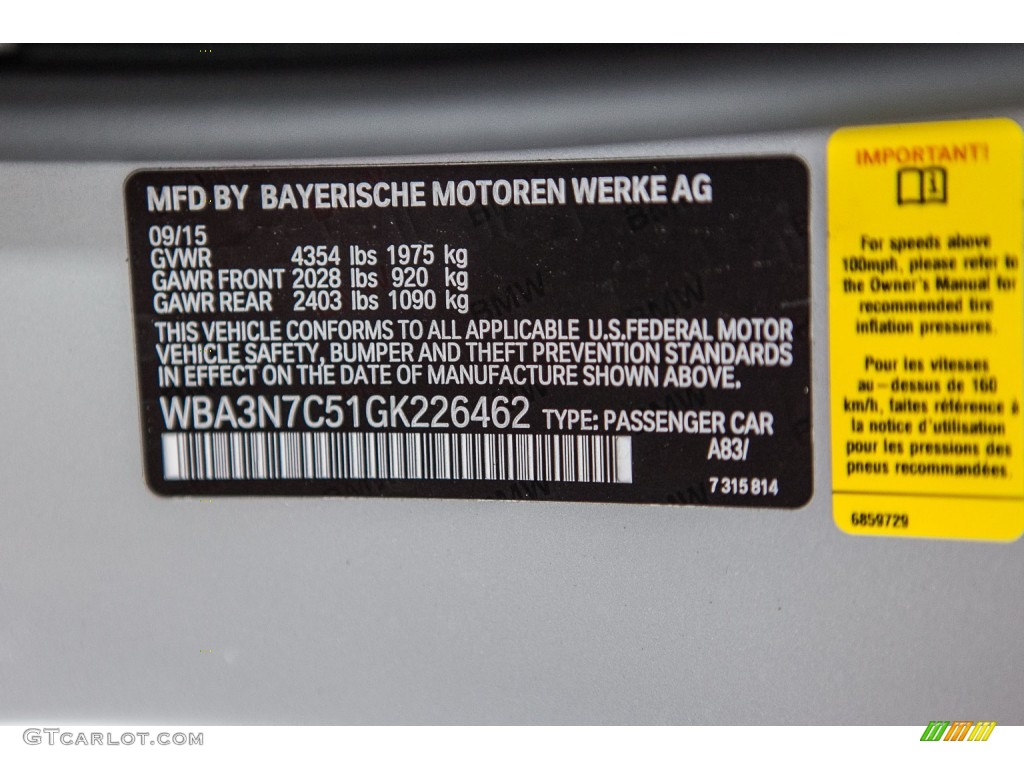 MFD BY BAYERISCHE MOTOREN WERKE AG
09/15
GVWR 4354 lbs 1975 kg
GAWR FRONT 2028 lbs 920 kg
GAWR REAR 2403 lbs 1090 kg
THIS VEHICLE CONFORMS TO ALL APPLICABLE U.S.FEDERAL MOTOR
VEHICLE SAFETY, BUMPER AND THEFT PREVENTION STANDARDS
IN EFFECT ON THE DATE OF MANUFACTURE SHOWN ABOVE.
WBA3N7C51GK226462 TYPE: PASSENGER CAR
A83/
7 315 814
IMPORTANT!
For speeds above
100mph, please refer to
the Owner's Manual for
recommended tire
inflation pressures.
Pour les vitesses
au-dessus de 160
km/h, faites référence à
la notice d'utilisation
pour les pressions des
pneus recommandées.
6859729
GTCARLOT.COM